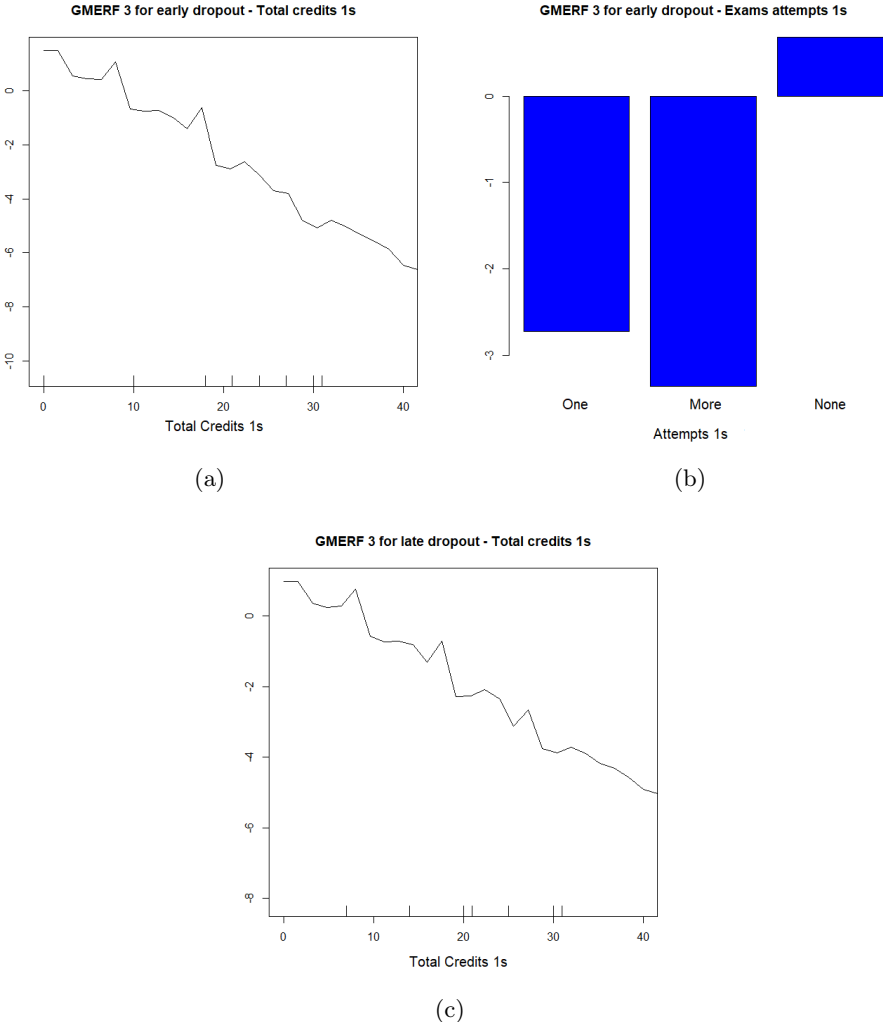 GMERF 3 for early dropout - Total credits 1s
0
-2
-4
-6
-8
-10
0 10 20 30 40
Total Credits 1s
(a)
GMERF 3 for early dropout - Exams attempts 1s
0
-1
-2
-3
One More None
Attempts 1s
(b)
GMERF 3 for late dropout - Total credits 1s
0
-2
-4
-6
-8
0 10 20 30 40
Total Credits 1s
(c)